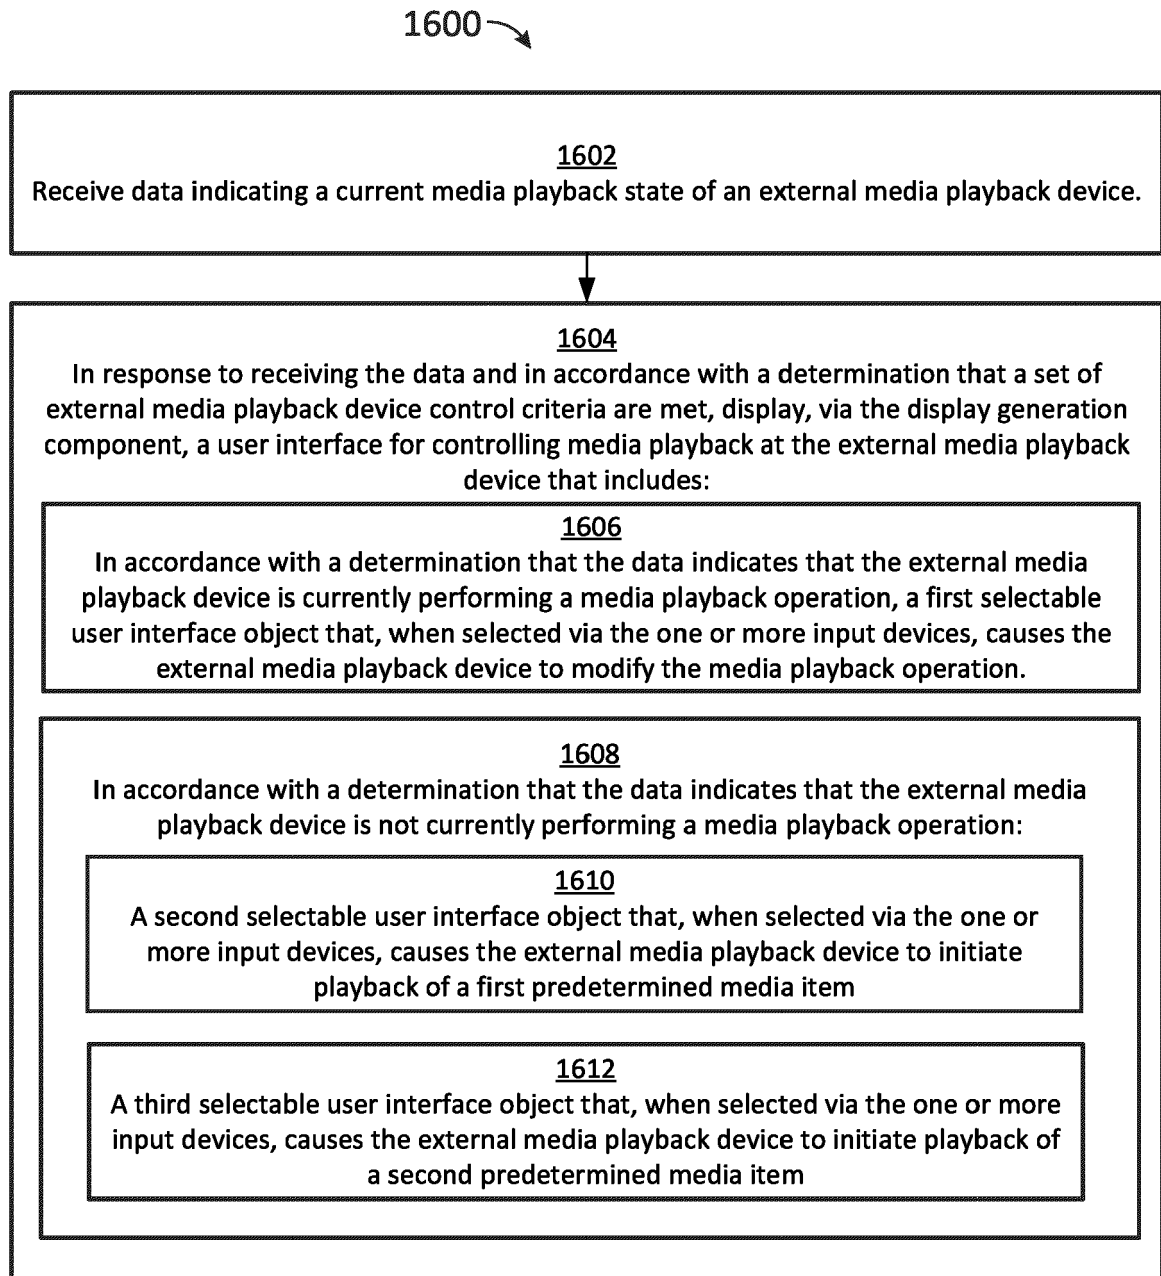 1600
1602
Receive data indicating a current media playback state of an external media playback device.
1604
In response to receiving the data and in accordance with a determination that a set of
external media playback device control criteria are met, display, via the display generation
component, a user interface for controlling media playback at the external media playback
device that includes:
1606
In accordance with a determination that the data indicates that the external media
playback device is currently performing a media playback operation, a first selectable
user interface object that, when selected via the one or more input devices, causes the
external media playback device to modify the media playback operation.
1608
In accordance with a determination that the data indicates that the external media
playback device is not currently performing a media playback operation:
1610
A second selectable user interface object that, when selected via the one or
more input devices, causes the external media playback device to initiate
playback of a first predetermined media item
1612
A third selectable user interface object that, when selected via the one or more
input devices, causes the external media playback device to initiate playback of
a second predetermined media item